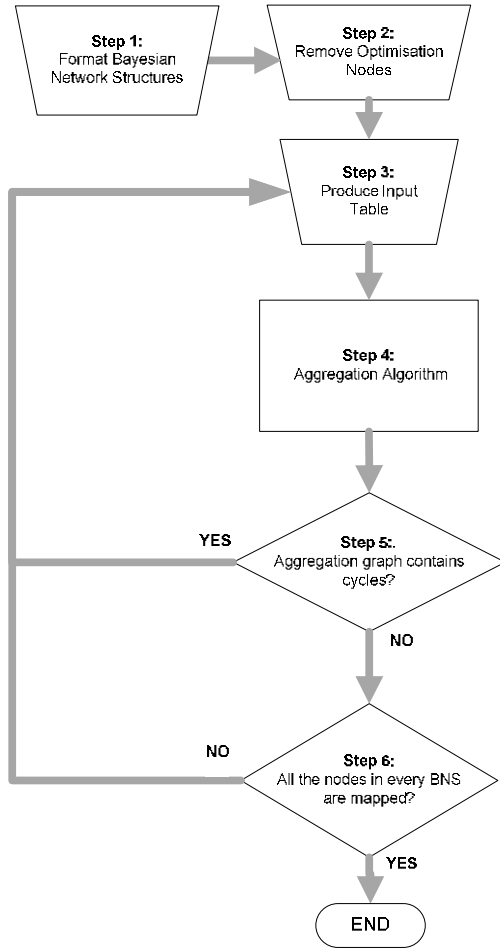 Step 1:
Format Bayesian
Network Structures
Step 2:
Remove Optimisation
Nodes
Step 3:
Produce Input
Table
Step 4:
Aggregation Algorithm
Step 5:.
Aggregation graph contains
cycles?
YES
NO
Step 6:
All the nodes in every BNS
are mapped?
NO
YES
END